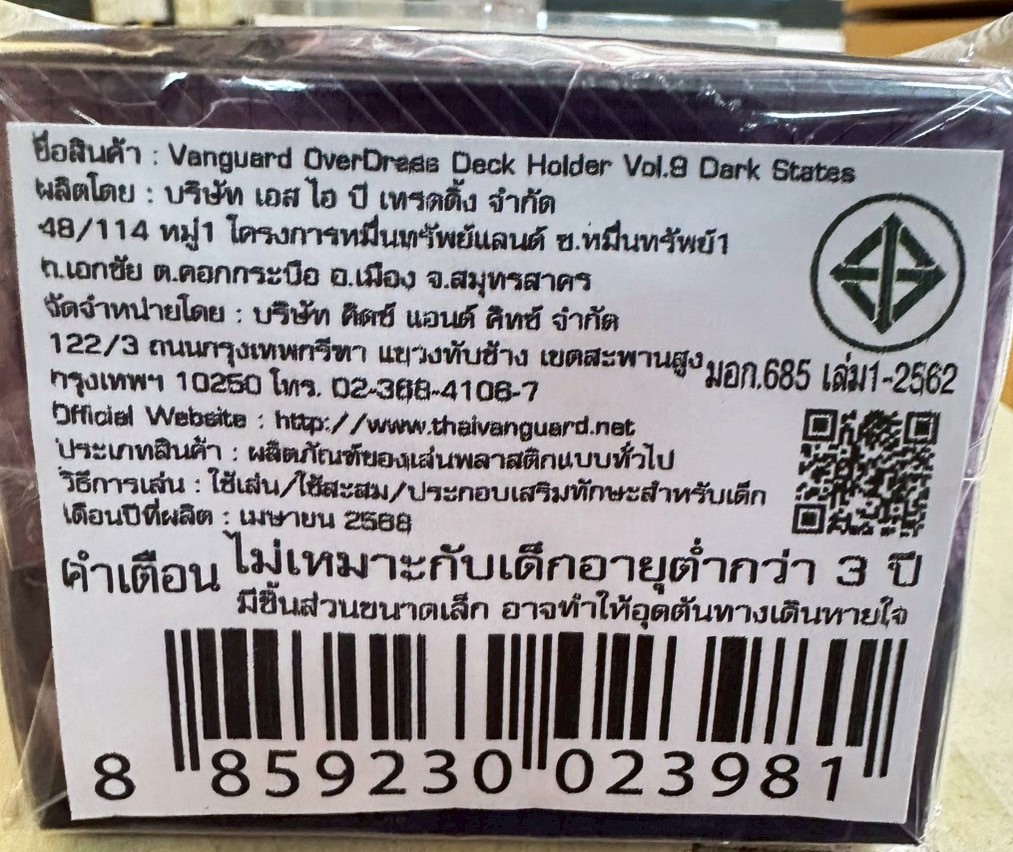 ชื่อสินค้า : Vanguard OverDress Deck Holder Vol.9 Dark States
ผลิตโดย : บริษัท เอส ไอ ปี เทรดดิ้ง จำกัด
48/114 หมู่1 โครงการหมื่นทรัพย์แลนด์ ซ.หมื่นทรัพย์1
ถ.เอกชัย ต.คอกกระบือ อ.เมือง จ.สมุทรสาคร
จัดจำหน่ายโดย : บริษัท คิดซ์ แอนด์ คิทซ์ จำกัด
122/3 ถนนกรุงเทพกรีฑา แขวงทับช้าง เขตสะพานสูง
กรุงเทพฯ 10250 โทร. 02-368-4106-7
มอก.685 เล่ม1-2562
Official Website : http://www.thaivanguard.net
ประเภทสินค้า : ผลิตภัณฑ์ของเล่นพลาสติกแบบทั่วไป
วิธีการเล่น : ใช้เล่น/ใช้สะสม/ประกอบเสริมทักษะสำหรับเด็ก
เดือนปีที่ผลิต : เมษายน 2568
คำเตือน ไม่เหมาะกับเด็กอายุต่ำกว่า 3 ปี
มีชิ้นส่วนขนาดเล็ก อาจทำให้อุดตันทางเดินหายใจ
8 859230 023981